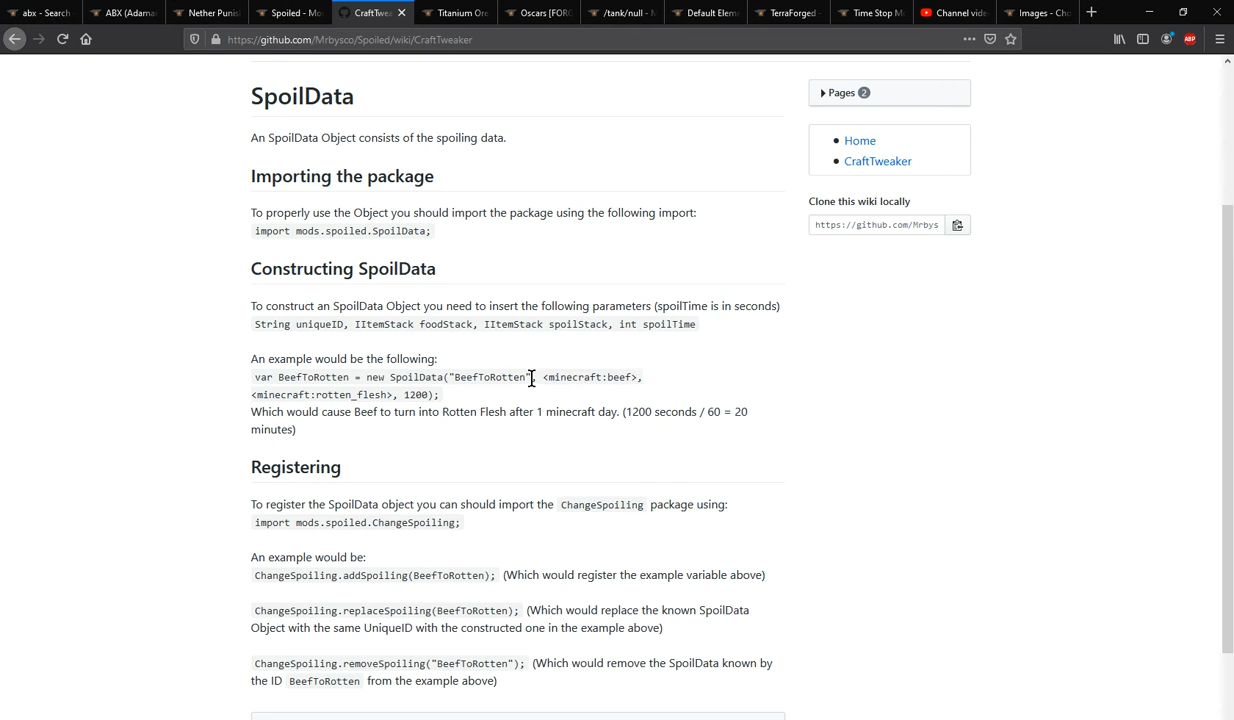 abx - Search
ABX (Adamar
Nether Punis
Spoiled - Mo
CraftTwea
Titanium Ore
Oscars [FORG
/tank/null - M
Default Elem
TerraForged -
Time Stop Mo
Channel vide
Images - Cho
https://github.com/Mrbysco/Spoiled/wiki/CraftTweaker
ABP
SpoilData
An SpoilData Object consists of the spoiling data.
Importing the package
To properly use the Object you should import the package using the following import:
import mods.spoiled.SpoilData;
Constructing SpoilData
To construct an SpoilData Object you need to insert the following parameters (spoilTime is in seconds)
String uniqueID, IItemStack foodStack, IItemStack spoilStack, int spoilTime
An example would be the following:
var BeefToRotten = new SpoilData("BeefToRotten", <minecraft:beef>,
<minecraft:rotten_flesh>, 1200);
Which would cause Beef to turn into Rotten Flesh after 1 minecraft day. (1200 seconds / 60 = 20
minutes)
Registering
To register the SpoilData object you can should import the ChangeSpoiling package using:
import mods.spoiled.ChangeSpoiling;
An example would be:
ChangeSpoiling.addSpoiling(BeefToRotten); (Which would register the example variable above)
ChangeSpoiling.replaceSpoiling(BeefToRotten); (Which would replace the known SpoilData
Object with the same UniqueID with the constructed one in the example above)
ChangeSpoiling.removeSpoiling("BeefToRotten"); (Which would remove the SpoilData known by
the ID BeefToRotten from the example above)
Pages 2
Home
CraftTweaker
Clone this wiki locally
https://github.com/Mrbys